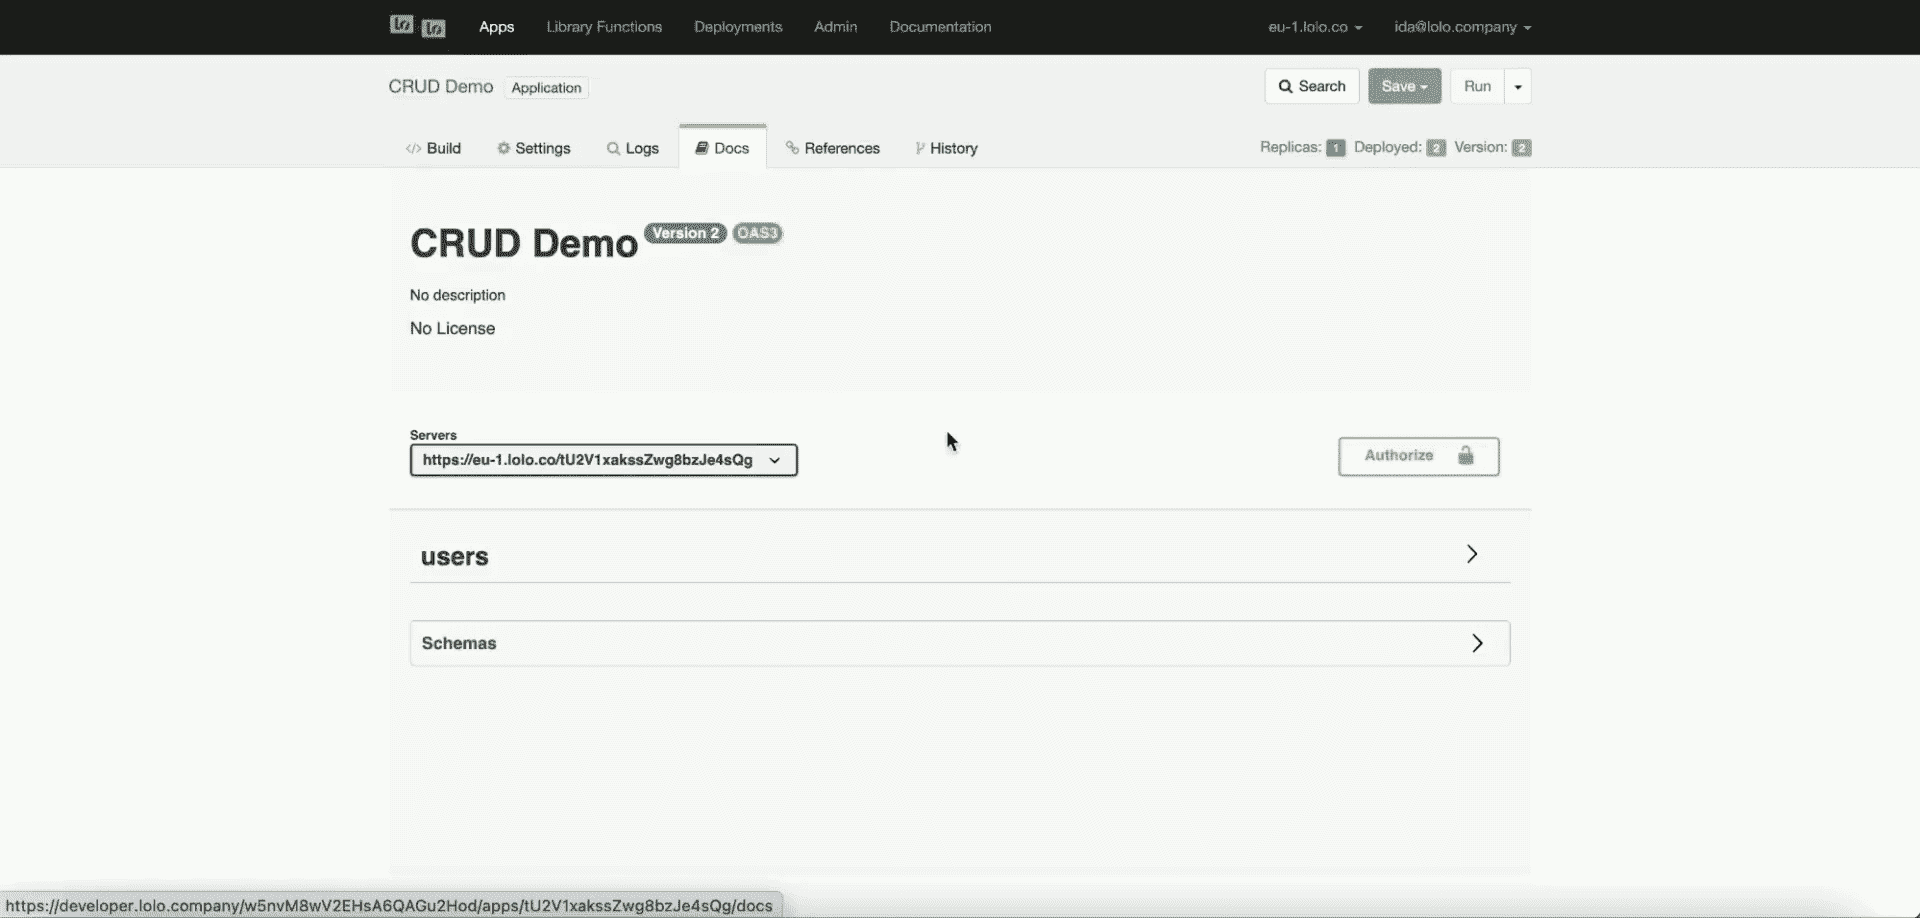 lo lo Apps Library Functions Deployments Admin Documentation eu-1.lolo.co ida@lolo.company
CRUD Demo Application Search Save Run
Build Settings Logs Docs References History Replicas: 1 Deployed: 2 Version: 2
CRUD Demo Version 2 OAS3
No description
No License
Servers
https://eu-1.lolo.co/tU2V1xakssZwg8bzJe4sQg Authorize
users
Schemas
https://developer.lolo.company/w5nvM8wV2EHsA6QAGu2Hod/apps/tU2V1xakssZwg8bzJe4sQg/docs